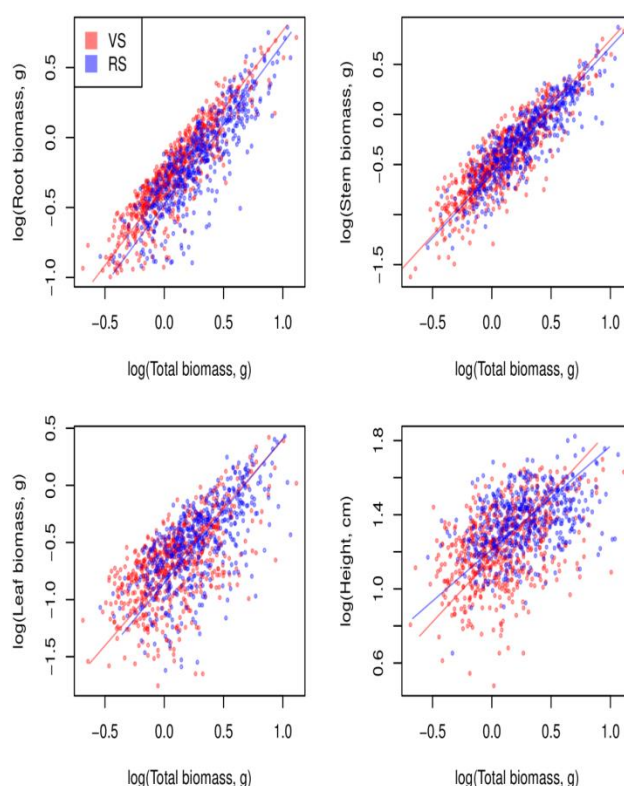 VS
RS
log(Root biomass, g)
0.5
0.0
−0.5
−1.0
−0.5 0.0 0.5 1.0
log(Total biomass, g)
log(Stem biomass, g)
0.5
−0.5
−1.5
−0.5 0.0 0.5 1.0
log(Total biomass, g)
log(Leaf biomass, g)
0.5
0.0
−0.5
−1.0
−1.5
−0.5 0.0 0.5 1.0
log(Total biomass, g)
log(Height, cm)
1.8
1.4
1.0
0.6
−0.5 0.0 0.5 1.0
log(Total biomass, g)